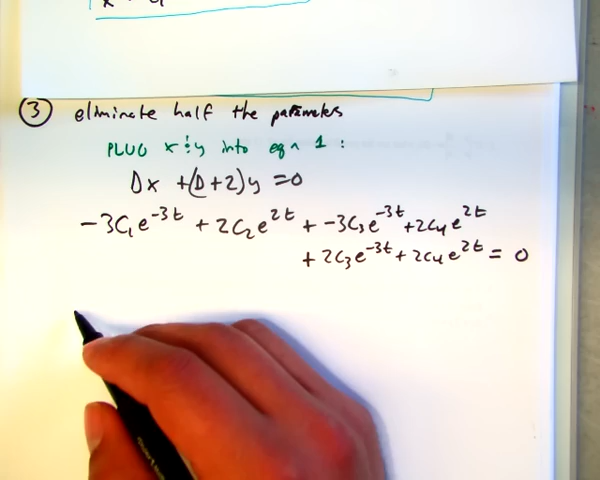 ③ eliminate half the parameters
PLUG x & y into eqn 1 :
Dx + (D+2)y = 0
-3C₁e^-3t + 2C₂e^2t + -3C₃e^-3t + 2C₄e^2t
+ 2C₃e^-3t + 2C₄e^2t = 0